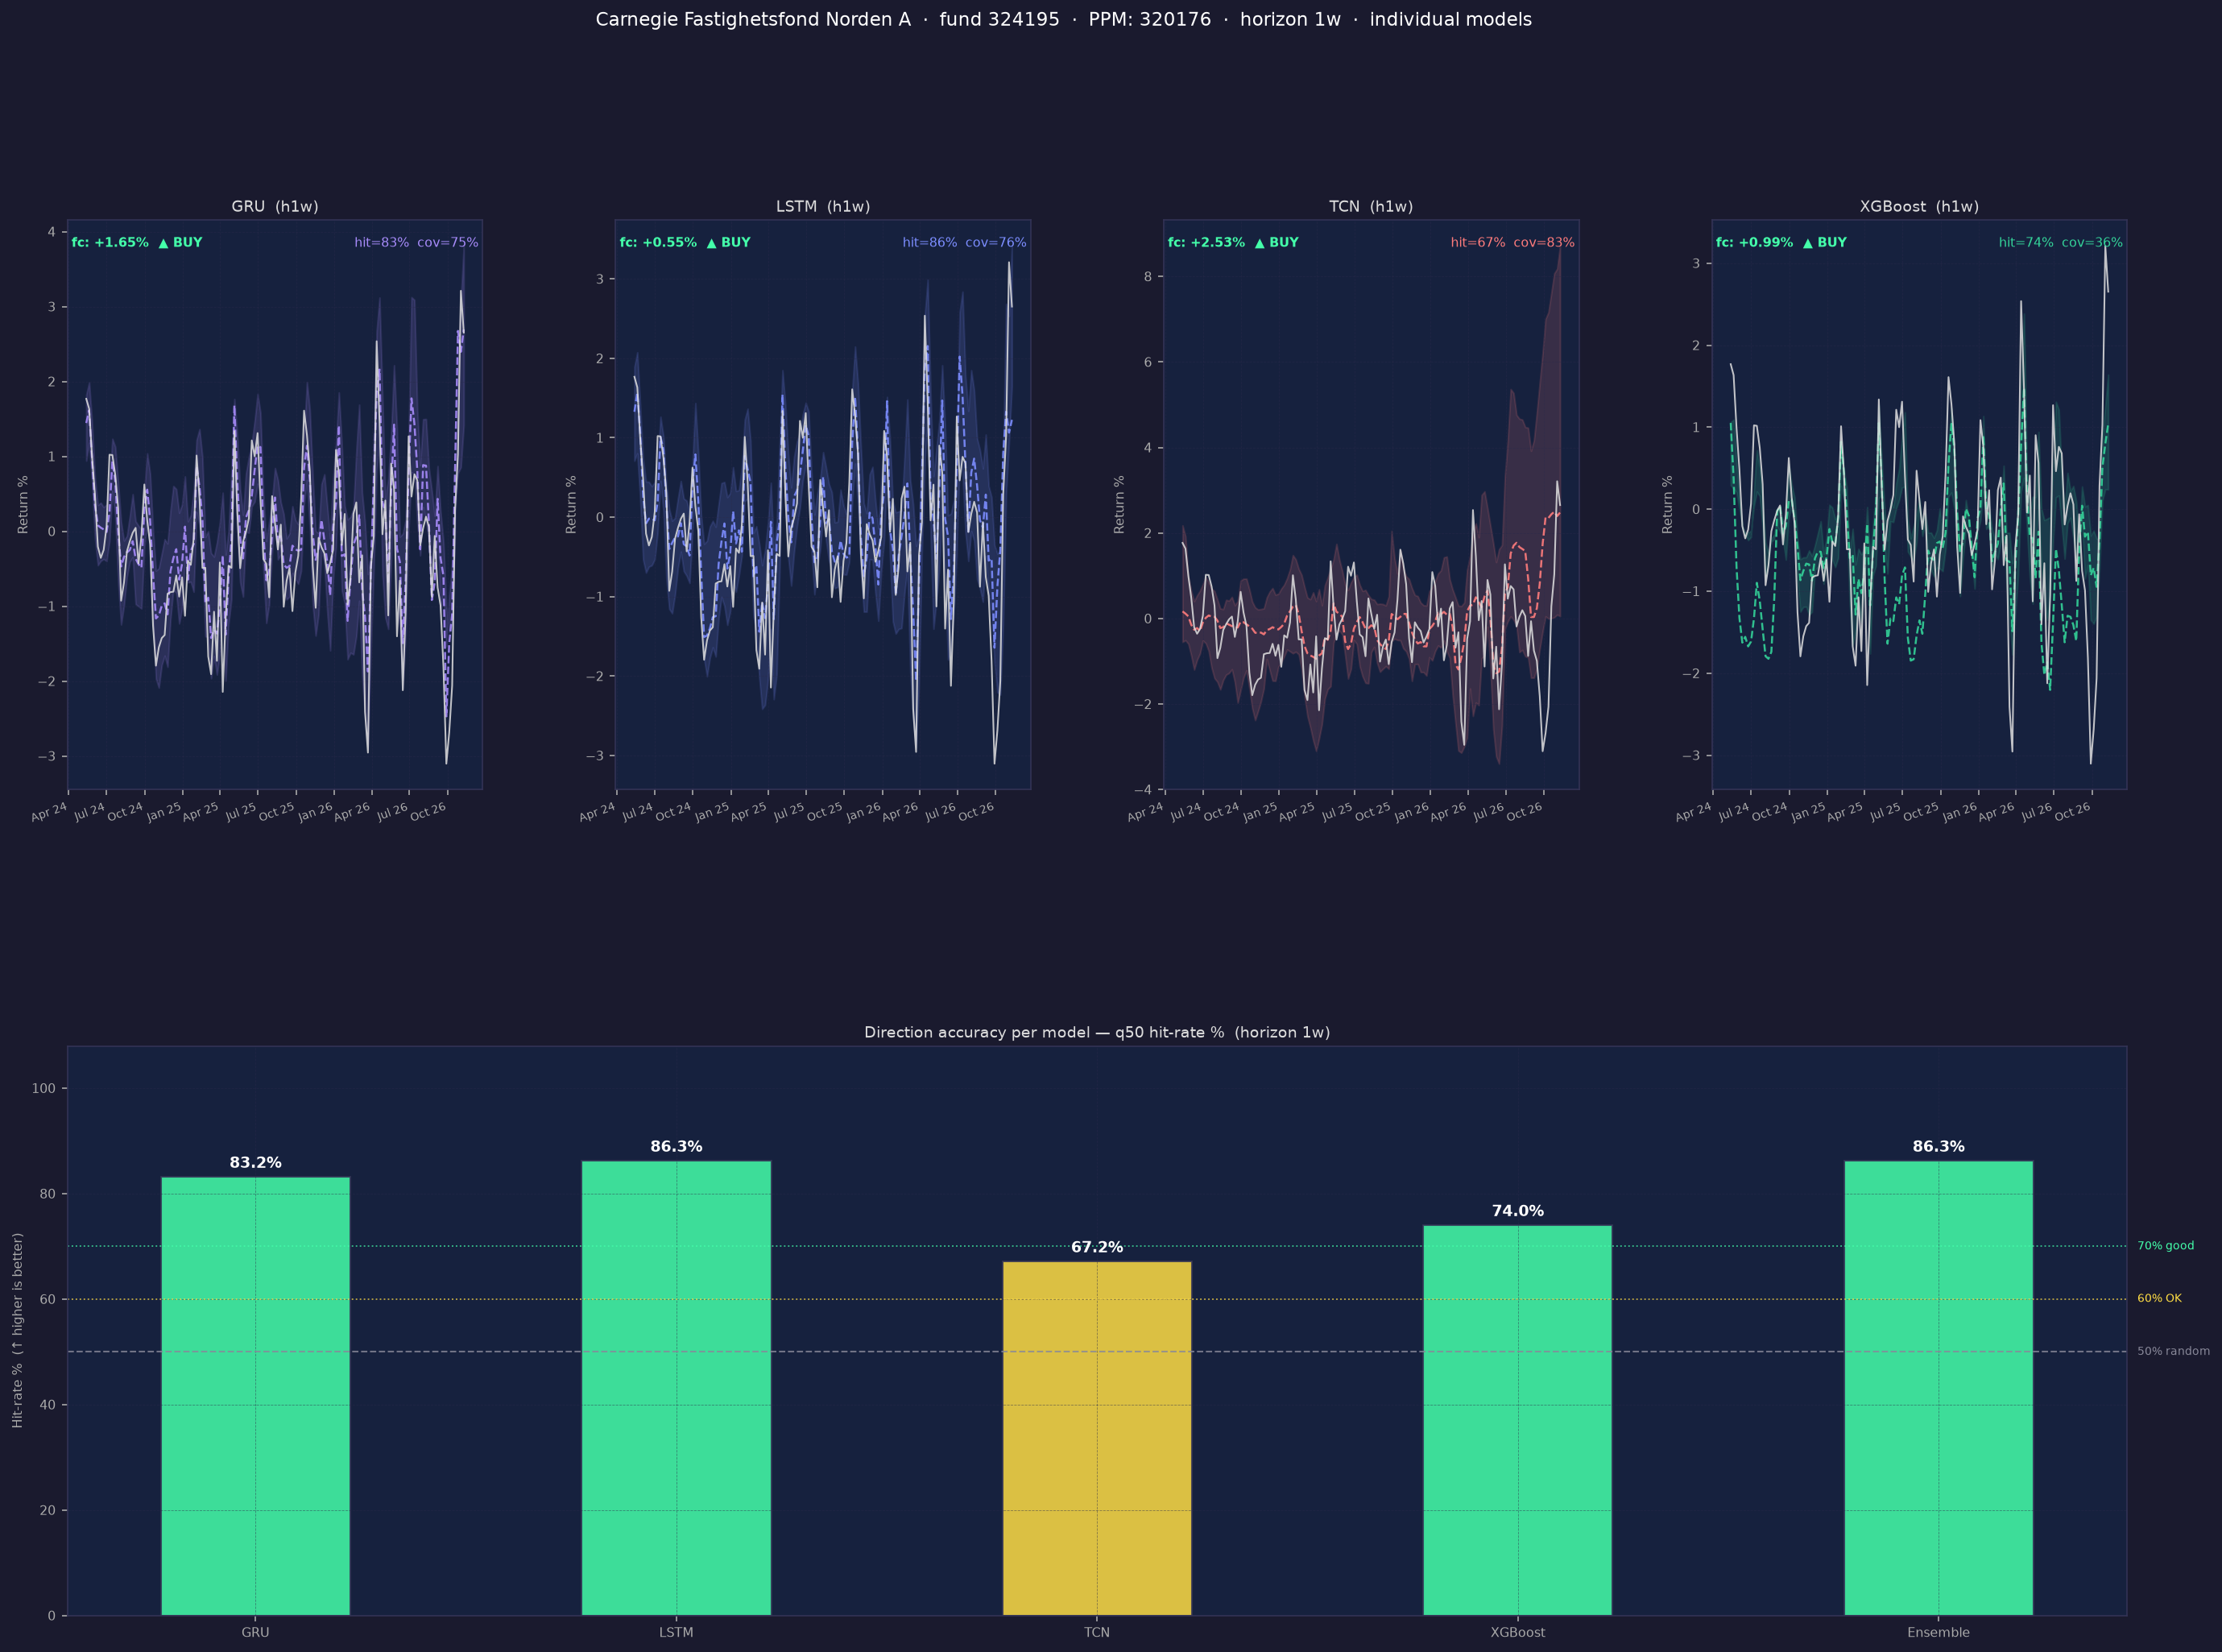 Carnegie Fastighetsfond Norden A · fund 324195 · PPM: 320176 · horizon 1w · individual models
GRU (h1w)
fc: +1.65% ▲ BUY
hit=83% cov=75%
Return %
4
3
2
1
0
−1
−2
−3
Apr 24
Jul 24
Oct 24
Jan 25
Apr 25
Jul 25
Oct 25
Jan 26
Apr 26
Jul 26
Oct 26
LSTM (h1w)
fc: +0.55% ▲ BUY
hit=86% cov=76%
Return %
3
2
1
0
−1
−2
−3
Apr 24
Jul 24
Oct 24
Jan 25
Apr 25
Jul 25
Oct 25
Jan 26
Apr 26
Jul 26
Oct 26
TCN (h1w)
fc: +2.53% ▲ BUY
hit=67% cov=83%
Return %
8
6
4
2
0
−2
−4
Apr 24
Jul 24
Oct 24
Jan 25
Apr 25
Jul 25
Oct 25
Jan 26
Apr 26
Jul 26
Oct 26
XGBoost (h1w)
fc: +0.99% ▲ BUY
hit=74% cov=36%
Return %
3
2
1
0
−1
−2
−3
Apr 24
Jul 24
Oct 24
Jan 25
Apr 25
Jul 25
Oct 25
Jan 26
Apr 26
Jul 26
Oct 26
Direction accuracy per model — q50 hit-rate % (horizon 1w)
Hit-rate % (↑ higher is better)
100
80
60
40
20
0
83.2%
86.3%
67.2%
74.0%
86.3%
70% good
60% OK
50% random
GRU
LSTM
TCN
XGBoost
Ensemble